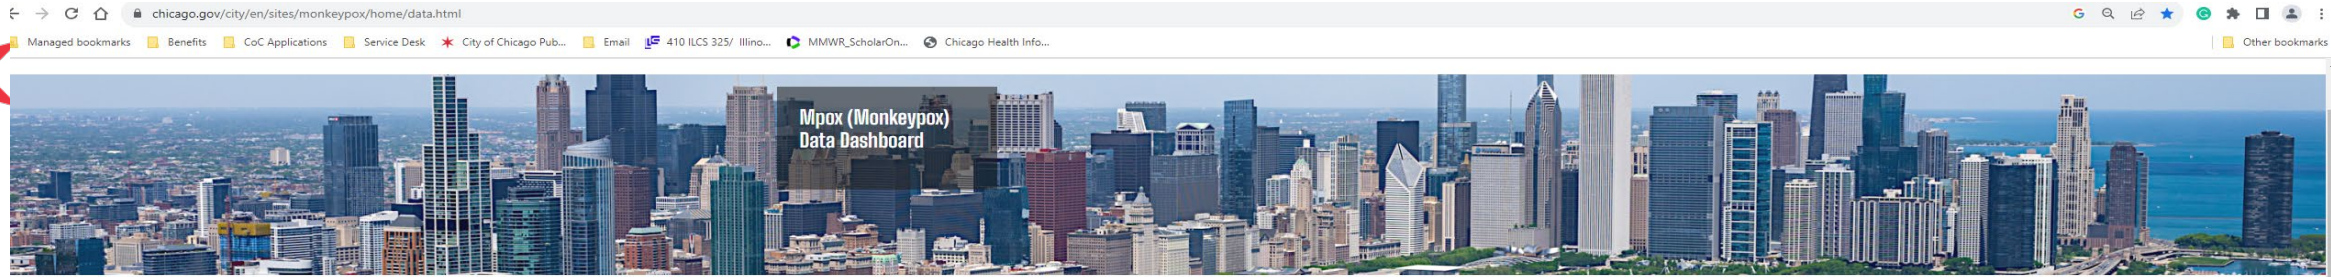 chicago.gov/city/en/sites/monkeypox/home/data.html
Managed bookmarks Benefits CoC Applications Service Desk City of Chicago Pub... Email 410 ILCS 325/ Illino... MMWR_ScholarOn... Chicago Health Info... Other bookmarks
Mpox (Monkeypox)
Data Dashboard